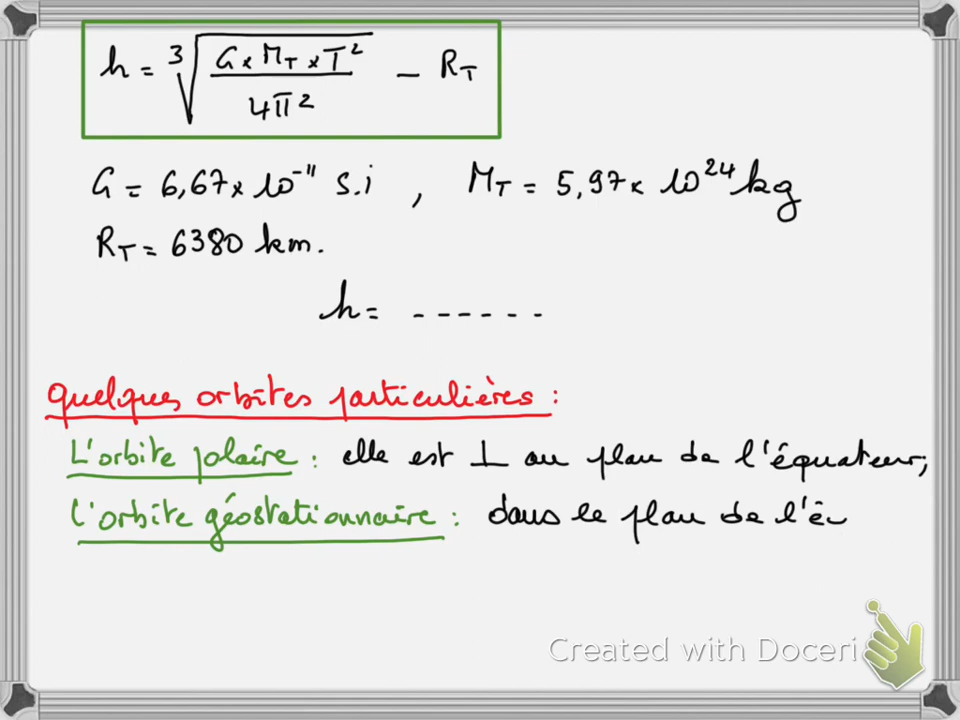 h = ∛(G × M_T × T² / 4π²) − R_T
G = 6,67 × 10⁻¹¹ s.i , M_T = 5,97 × 10²⁴ kg
R_T = 6380 km.
h = - - - - - -
Quelques orbites particulières :
L'orbite polaire : elle est ⊥ au plan de l'équateur,
L'orbite géostationnaire : dans le plan de l'éc
Created with Doceri